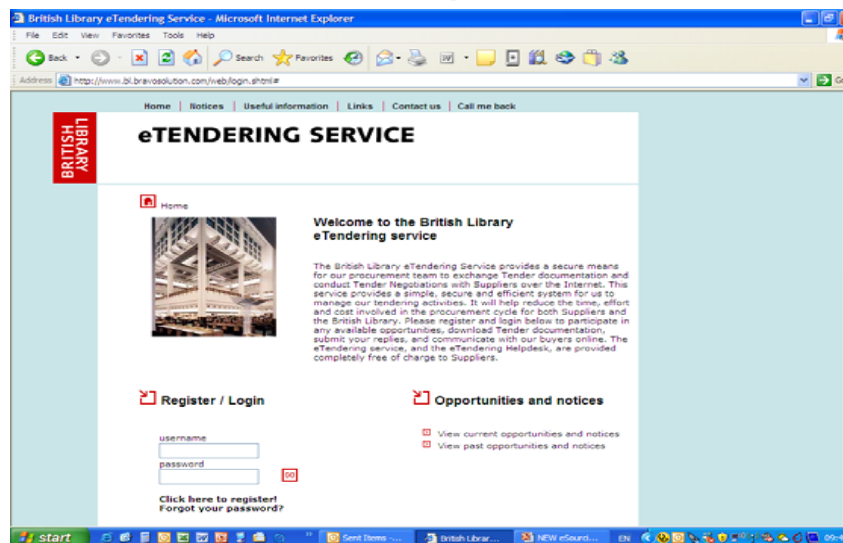 British Library eTendering Service - Microsoft Internet Explorer
File Edit View Favorites Tools Help
Back Search Favorites
Address http://www.bl.bravosolution.com/web/login.shtml#
Home | Notices | Useful information | Links | Contact us | Call me back
LIBRARY
BRITISH
eTENDERING SERVICE
Home
Welcome to the British Library
eTendering service
The British Library eTendering Service provides a secure means
for our procurement team to exchange Tender documentation and
conduct Tender Negotiations with Suppliers over the Internet. This
service provides a simple, secure and efficient system for us to
manage our tendering activities. It will help reduce the time, effort
and cost involved in the procurement cycle for both Suppliers and
the British Library. Please register and login below to participate in
any available opportunities, download Tender documentation,
submit your replies, and communicate with our buyers online. The
eTendering service, and the eTendering Helpdesk, are provided
completely free of charge to Suppliers.
Register / Login
username
password
GO
Click here to register!
Forgot your password?
Opportunities and notices
View current opportunities and notices
View past opportunities and notices
start Sent Items -... British Librar... NEW eSourci... EN